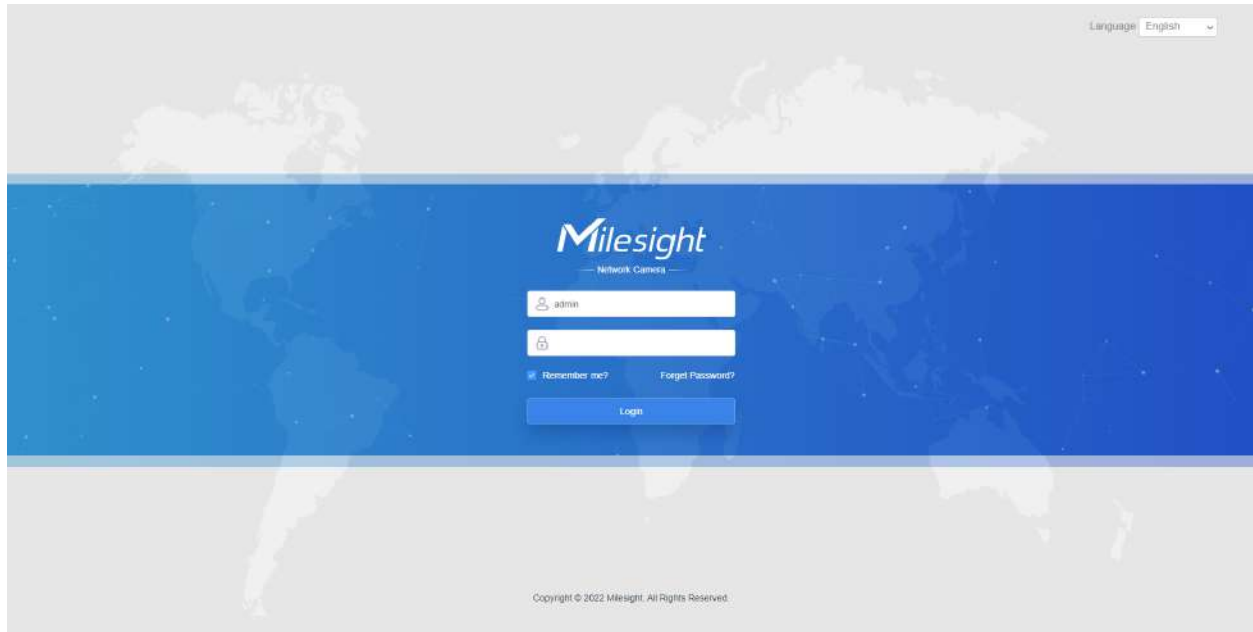 Language English
Milesight
Network Camera
admin
Remember me? Forget Password?
Login
Copyright © 2022 Milesight. All Rights Reserved.